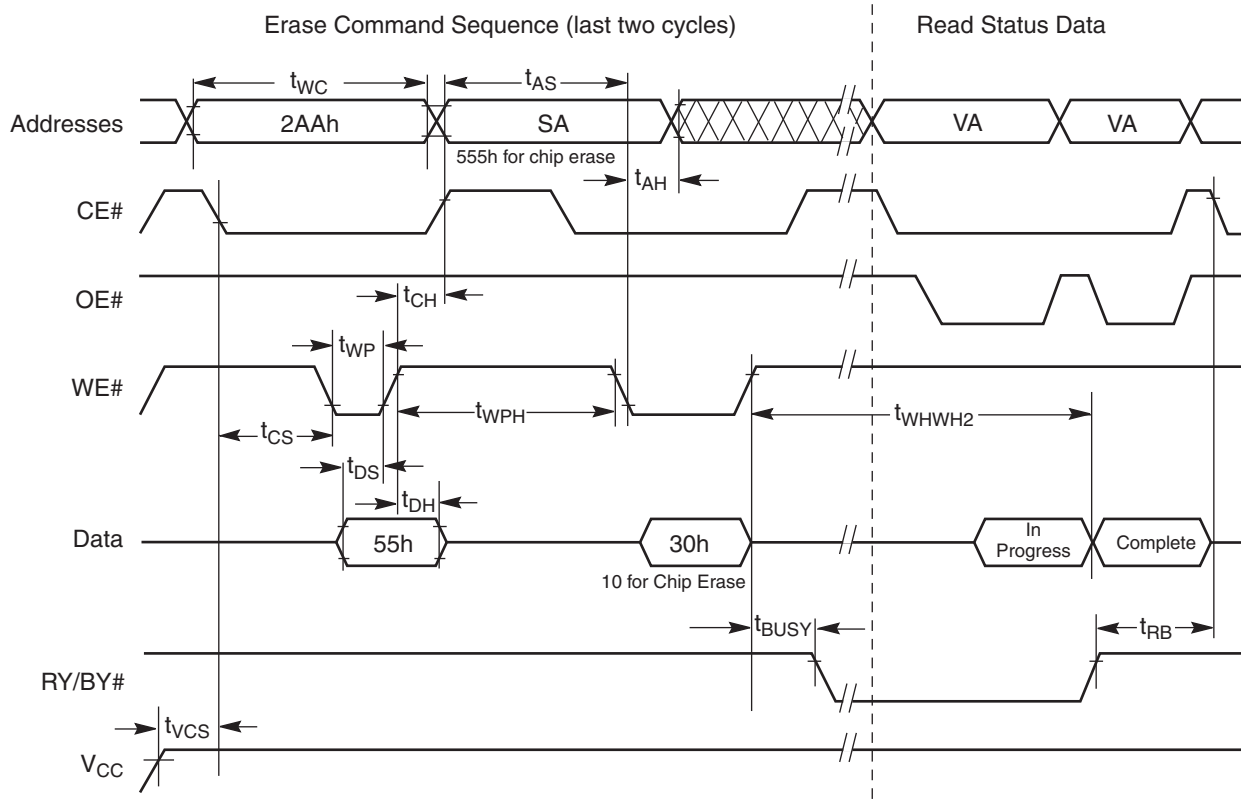 Erase Command Sequence (last two cycles)
Read Status Data
tWC
tAS
Addresses
2AAh
SA
VA
VA
555h for chip erase
tAH
CE#
OE#
tCH
tWP
WE#
tWPH
tWHWH2
tCS
tDS
tDH
Data
55h
30h
In
Progress
Complete
10 for Chip Erase
tBUSY
tRB
RY/BY#
tVCS
VCC